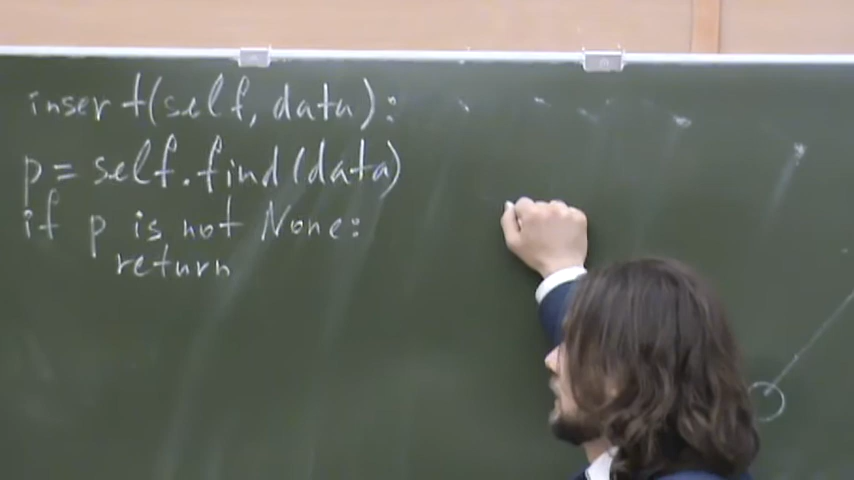 insert(self, data):
p = self.find(data)
if p is not None:
return